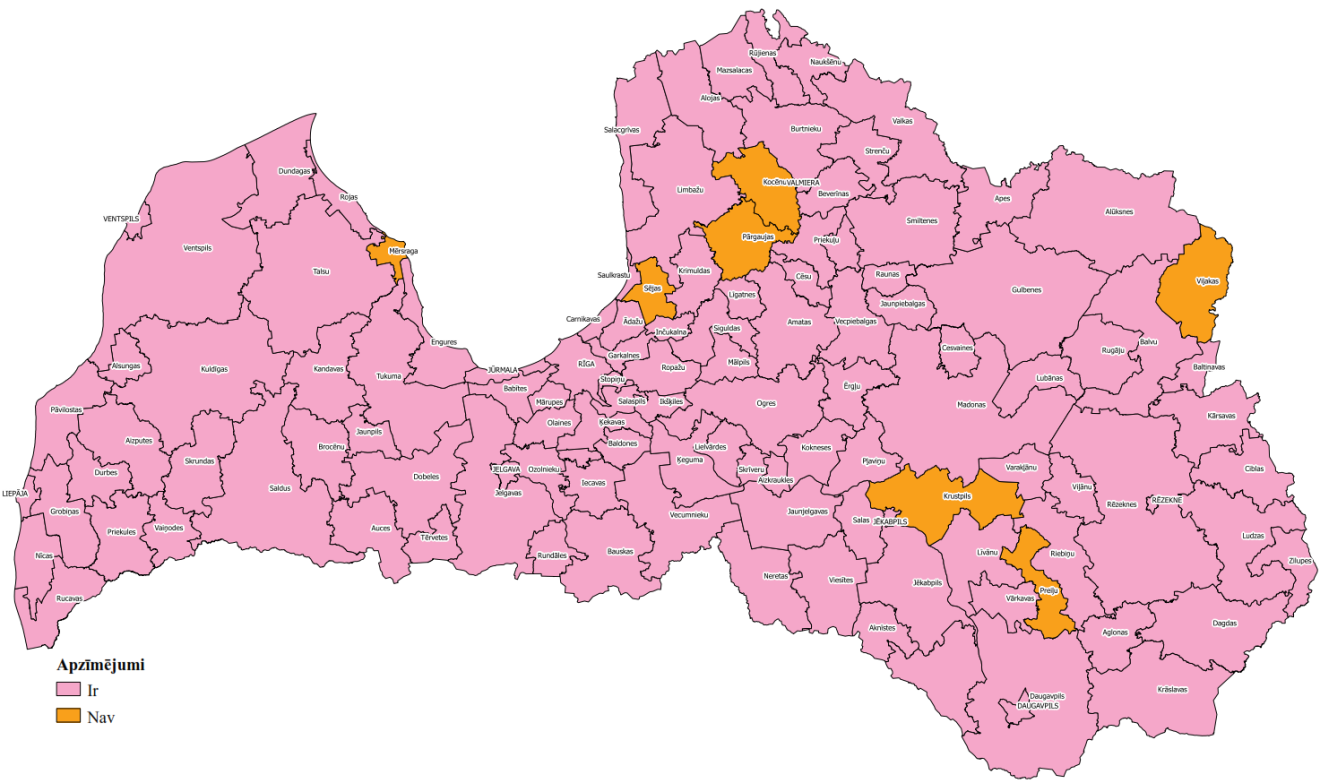 Rūjienas
Naukšēnu
Mazsalacas
Alojas
Valkas
Salacgrīvas
Burtnieku
Strenču
Dundagas
Kocēnu
VALMIERA
Limbažu
Beverīnas
Rojas
Apes
Alūksnes
VENTSPILS
Smiltenes
Pārgaujas
Priekuļu
Ventspils
Mērsraga
Talsu
Krimuldas
Saulkrastu
Cēsu
Raunas
Viļakas
Sējas
Līgatnes
Gulbenes
Jaunpiebalgas
Carnikavas
Ādažu
Amatas
Vecpiebalgas
Inčukalna
Siguldas
Engures
Balvu
Cesvaines
Rugāju
Garkalnes
Mālpils
Alsungas
Kuldīgas
Kandavas
JŪRMALA
RĪGA
Ropažu
Baltinavas
Tukuma
Stopiņu
Lubānas
Babītes
Ērgļu
Pāvilostas
Mārupes
Salaspils
Ikšķiles
Ogres
Madonas
Kārsavas
Olaines
Ķekavas
Jaunpils
Aizputes
Baldones
Brocēnu
Lielvārdes
Kokneses
Skrundas
Ķeguma
Pļaviņu
Varakļānu
Durbes
JELGAVA
Ozolnieku
Skrīveru
Ciblas
Dobeles
Aizkraukles
Iecavas
Viļānu
Saldus
LIEPĀJA
Jelgavas
Krustpils
RĒZEKNE
Rēzeknes
Grobiņas
Jaunjelgavas
Vecumnieku
Salas
JĒKABPILS
Vaiņodes
Auces
Priekules
Tērvetes
Ludzas
Nīcas
Rundāles
Bauskas
Līvānu
Riebiņu
Zilupes
Neretas
Viesītes
Jēkabpils
Preiļu
Rucavas
Vārkavas
Dagdas
Aknīstes
Aglonas
Krāslavas
Daugavpils
DAUGAVPILS
Apzīmējumi
Ir
Nav